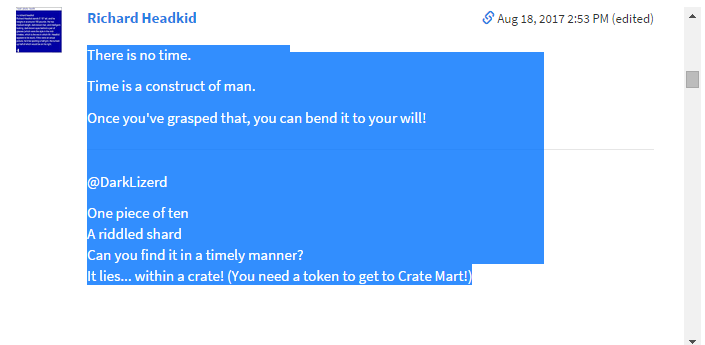 Richard Headkid
Aug 18, 2017 2:53 PM (edited)
There is no time.
Time is a construct of man.
Once you've grasped that, you can bend it to your will!
@DarkLizerd
One piece of ten
A riddled shard
Can you find it in a timely manner?
It lies... within a crate! (You need a token to get to Crate Mart!)